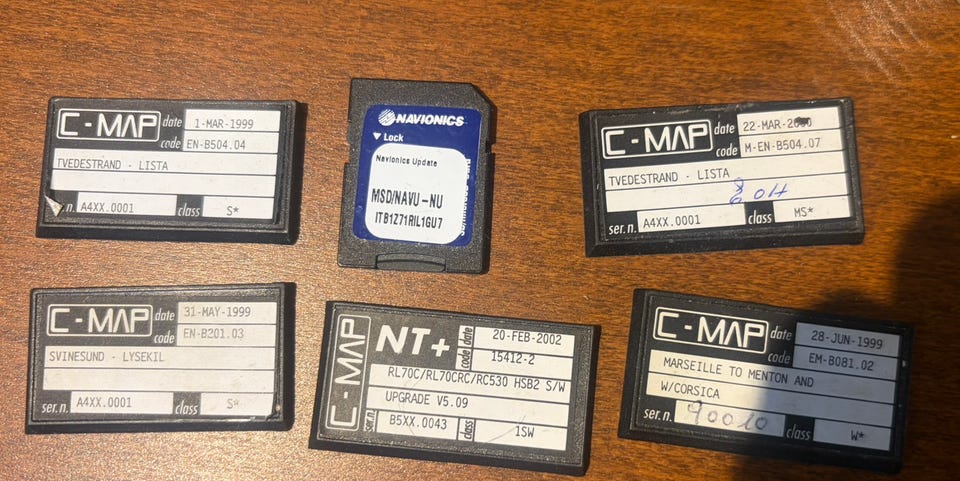 C-MAP date 1-MAR-1999
code EN-B504.04
TVEDESTRAND - LISTA
n. A4XX.0001 class S*
NAVIONICS
Lock
Navionics Update
MSD/NAVU-NU
ITB1Z71RIL1GU7
C-MAP date 22-MAR-2000
code M-EN-B504.07
TVEDESTRAND - LISTA
ser.n. A4XX.0001 class MS*
C-MAP date 31-MAY-1999
code EN-B201.03
SVINESUND - LYSEKIL
ser.n. A4XX.0001 class S*
C-MAP NT+ date 20-FEB-2002
code 15412-2
RL70C/RL70CRC/RC530 HSB2 S/W
UPGRADE V5.09
ser.n. B5XX.0043 class 1SW
C-MAP date 28-JUN-1999
code EM-B081.02
MARSEILLE TO MENTON AND
W/CORSICA
ser.n. 90010 class W*